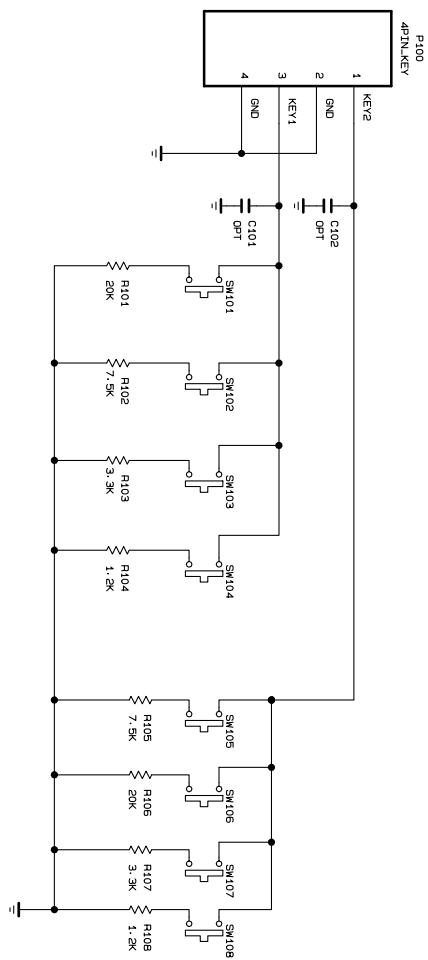 P100
4PIN_KEY
1
KEY2
2
GND
3
KEY1
4
GND
C102
OPT
C101
OPT
SW101
R101
20K
SW102
R102
7.5K
SW103
R103
3.3K
SW104
R104
1.2K
SW105
R105
7.5K
SW106
R106
20K
SW107
R107
3.3K
SW108
R108
1.2K